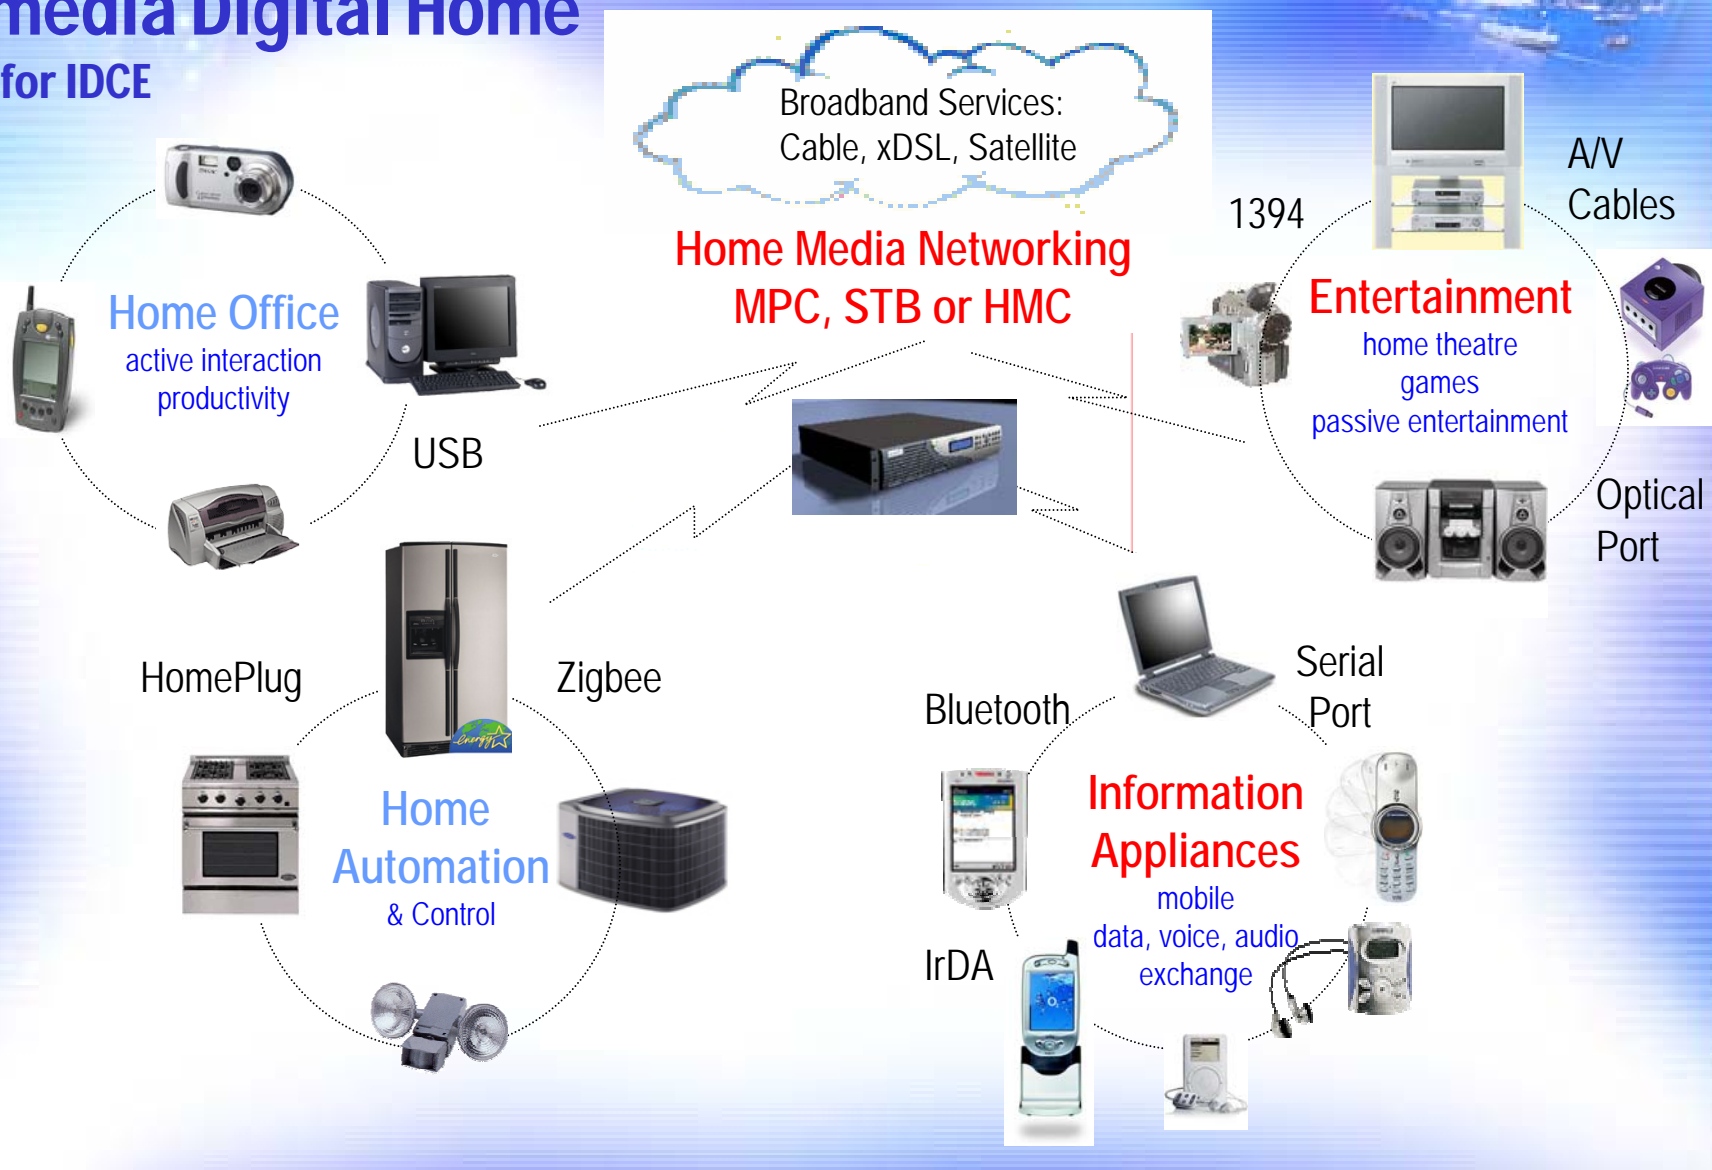 media Digital Home
for IDCE
Broadband Services:
Cable, xDSL, Satellite
Home Media Networking
MPC, STB or HMC
1394
A/V
Cables
Home Office
active interaction
productivity
USB
Entertainment
home theatre
games
passive entertainment
Optical
Port
HomePlug
Zigbee
energy
Home
Automation
& Control
Bluetooth
Serial
Port
Information
Appliances
mobile
data, voice, audio
exchange
IrDA